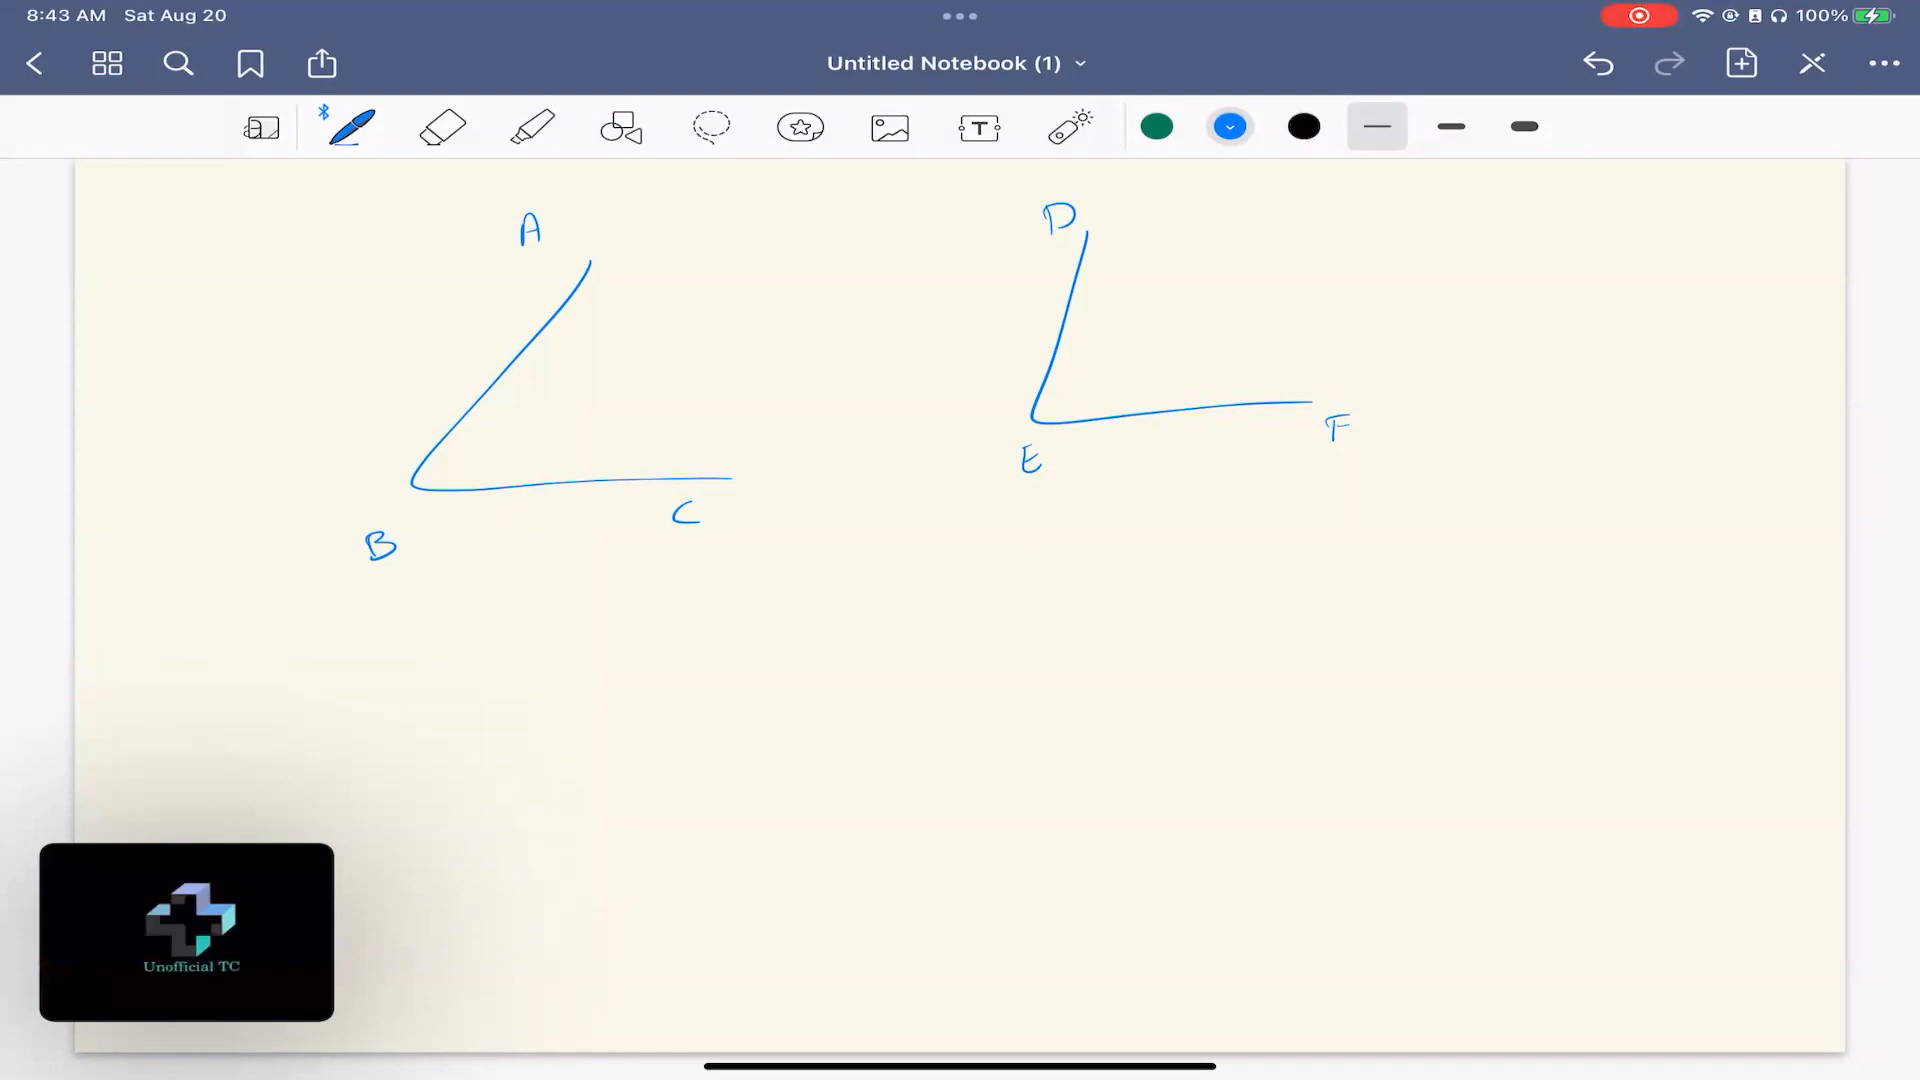 8:43 AM Sat Aug 20
100%
Untitled Notebook (1)
T
A
D
F
E
C
B
Unofficial TC